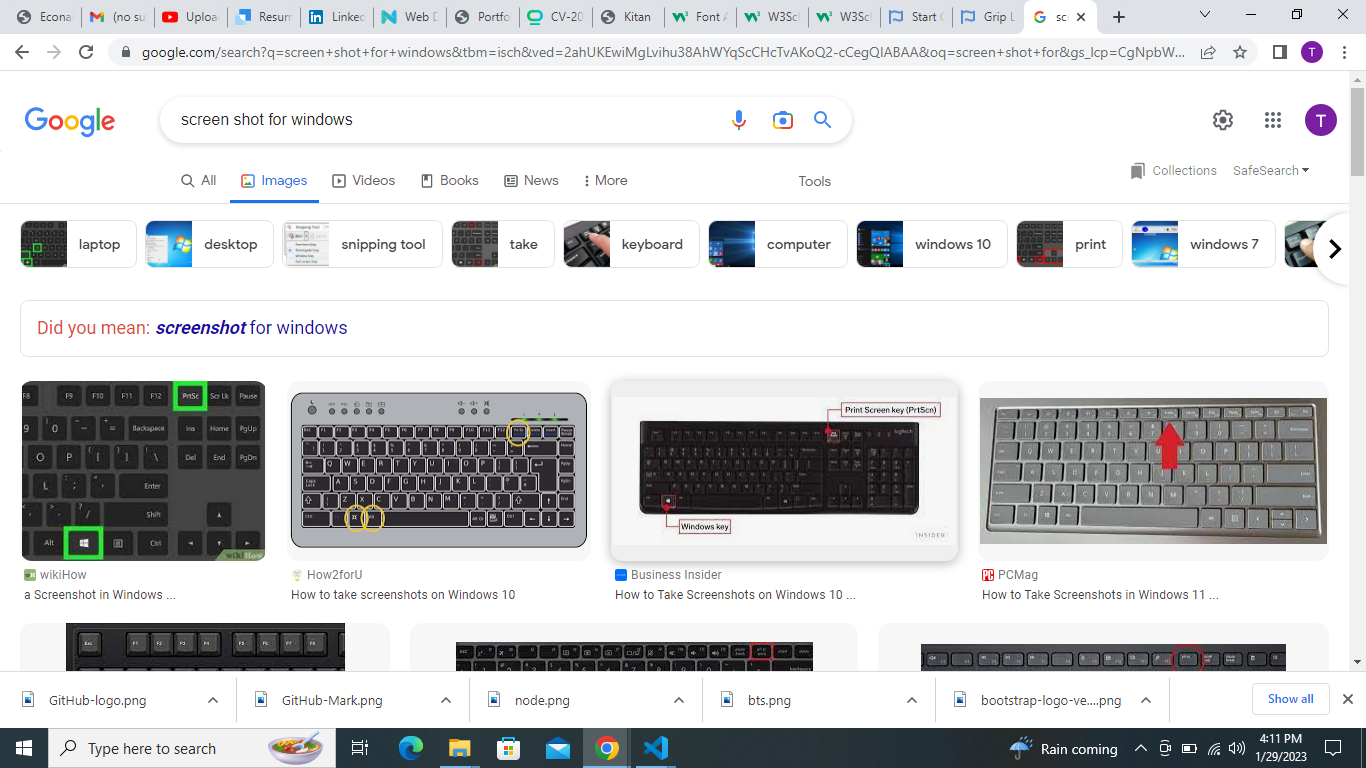 Econa
(no su
Uploa
Resum
Linked
Web D
Portfo
CV-20
Kitan
Font A
W3Sch
W3Sch
Start C
Grip L
google.com/search?q=screen+shot+for+windows&tbm=isch&ved=2ahUKEwiMgLvihu38AhWYqScCHcTvAKoQ2-cCegQIABAA&oq=screen+shot+for&gs_lcp=CgNpbW...
T
Google
screen shot for windows
T
All
Images
Videos
Books
News
More
Tools
Collections
SafeSearch
laptop
desktop
snipping tool
take
keyboard
computer
windows 10
print
windows 7
Did you mean: screenshot for windows
F8 F9 F10 F11 F12 PrtSc Scr Lk Pause
Backspace Ins Home PgUp
O P Del End PgDn
L Enter
Shift
Alt Ctrl
wikiHow
Print Screen key (PrtScn)
Windows key
INSIDER
wikiHow
a Screenshot in Windows ...
How2forU
How to take screenshots on Windows 10
Business Insider
How to Take Screenshots on Windows 10 ...
PCMag
How to Take Screenshots in Windows 11 ...
GitHub-logo.png
GitHub-Mark.png
node.png
bts.png
bootstrap-logo-ve....png
Show all
Type here to search
Rain coming
4:11 PM
1/29/2023